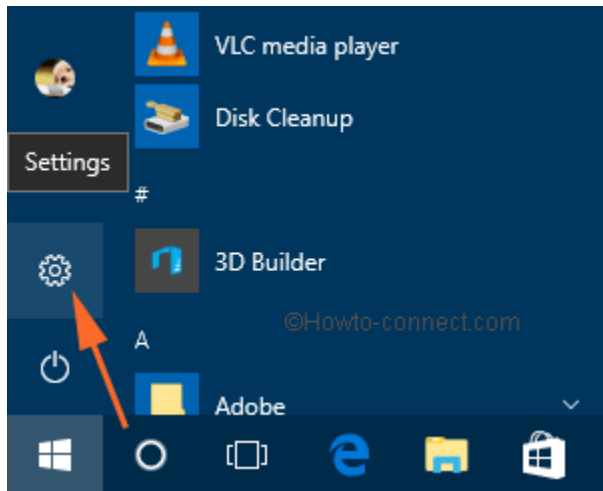 VLC media player
Disk Cleanup
Settings
#
3D Builder
©Howto-connect.com
A
Adobe